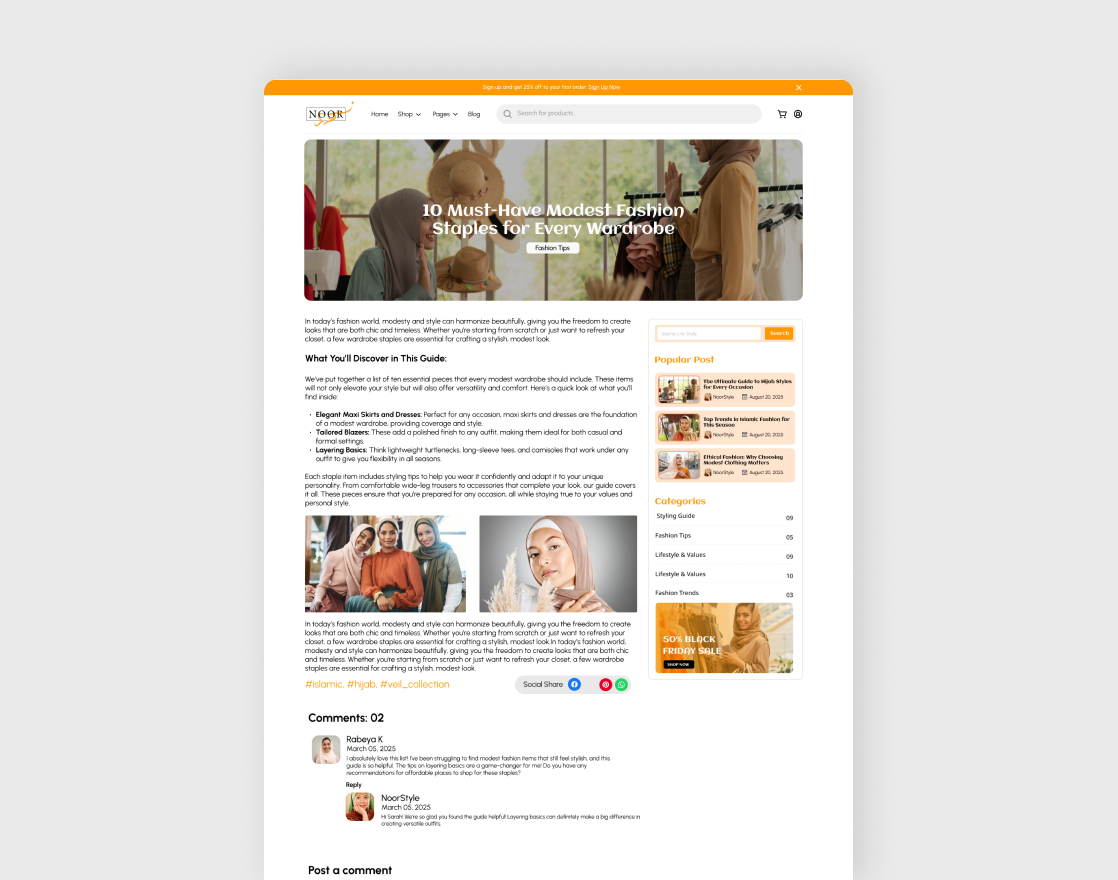 Sign up and get 25% off to your first order. Sign Up Now
NOOR
Home
Shop
Pages
Blog
Search for products..
10 Must-Have Modest Fashion
Staples for Every Wardrobe
Fashion Tips
In today's fashion world, modesty and style can harmonize beautifully, giving you the freedom to create
looks that are both chic and timeless. Whether you're starting from scratch or just want to refresh your
closet, a few wardrobe staples are essential for crafting a stylish, modest look.
What You'll Discover in This Guide:
We've put together a list of ten essential pieces that every modest wardrobe should include. These items
will not only elevate your style but will also offer versatility and comfort. Here's a quick look at what you'll
find inside:
• Elegant Maxi Skirts and Dresses: Perfect for any occasion, maxi skirts and dresses are the foundation
of a modest wardrobe, providing coverage and style.
• Tailored Blazers: These add a polished finish to any outfit, making them ideal for both casual and
formal settings.
• Layering Basics: Think lightweight turtlenecks, long-sleeve tees, and camisoles that work under any
outfit to give you flexibility in all seasons.
Each staple item includes styling tips to help you wear it confidently and adapt it to your unique
personality. From comfortable wide-leg trousers to accessories that complete your look, our guide covers
it all. These pieces ensure that you're prepared for any occasion, all while staying true to your values and
personal style.
In today's fashion world, modesty and style can harmonize beautifully, giving you the freedom to create
looks that are both chic and timeless. Whether you're starting from scratch or just want to refresh your
closet, a few wardrobe staples are essential for crafting a stylish, modest look In today's fashion world,
modesty and style can harmonize beautifully, giving you the freedom to create looks that are both chic
and timeless. Whether you're starting from scratch or just want to refresh your closet, a few wardrobe
staples are essential for crafting a stylish, modest look.
#islamic, #hijab, #veil_collection
Social Share
Comments: 02
Rabeya K
March 05, 2025
I absolutely love this list! I've been struggling to find modest fashion items that still feel stylish, and this
guide is so helpful. The tips on layering basics are a game-changer for me! Do you have any
recommendations for affordable places to shop for these staples?
Reply
NoorStyle
March 05, 2025
Hi Sarah! We're so glad you found the guide helpful! Layering basics can definitely make a big difference in
creating versatile outfits.
Post a comment
Islamic Life Style
Search
Popular Post
The Ultimate Guide to Hijab Styles
for Every Occasion
NoorStyle
August 20, 2025
Top Trends in Islamic Fashion for
This Season
NoorStyle
August 20, 2025
Ethical Fashion: Why Choosing
Modest Clothing Matters
NoorStyle
August 20, 2025
Categories
Styling Guide 09
Fashion Tips 05
Lifestyle & Values 09
Lifestyle & Values 10
Fashion Trends 03
50% BLACK
FRIDAY SALE
SHOP NOW